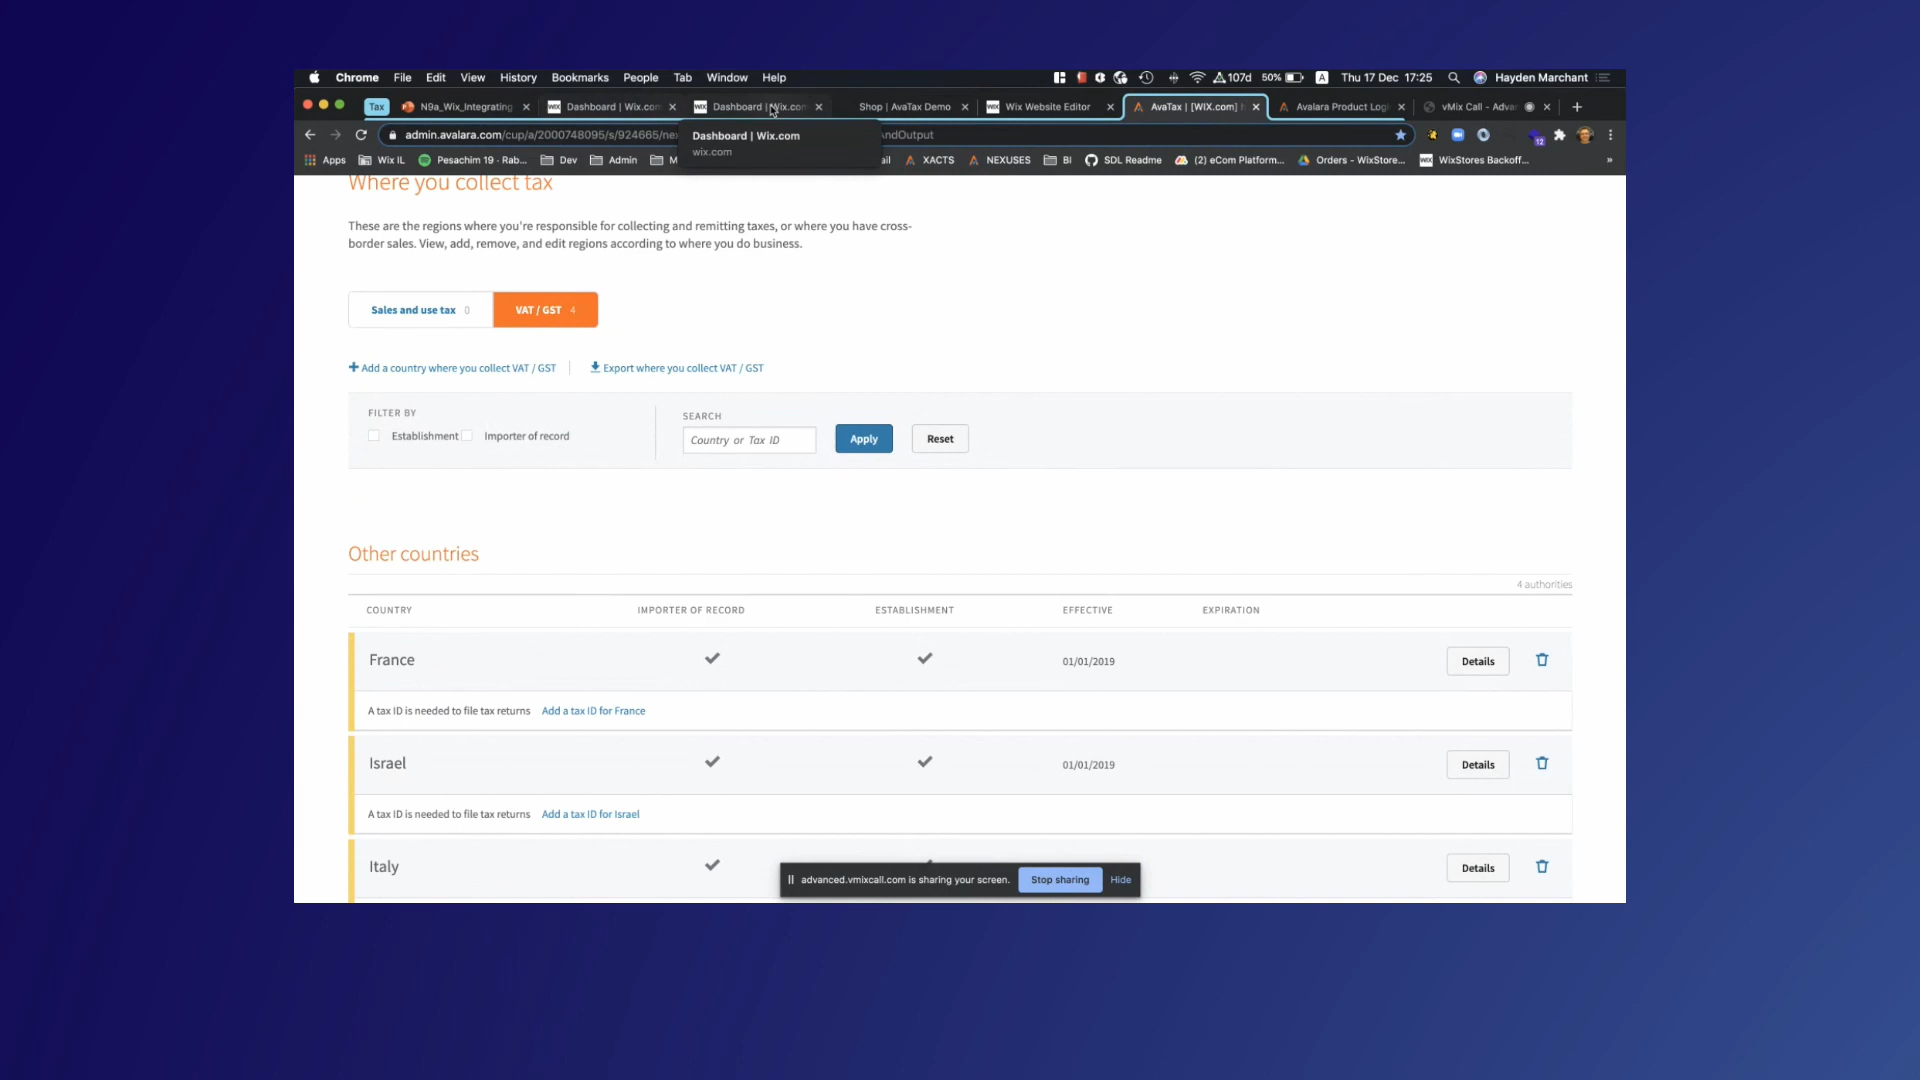 Chrome File Edit View History Bookmarks People Tab Window Help 107d 50% A Thu 17 Dec 17:25 Hayden Marchant
Tax N9a_Wix_Integrating Dashboard | Wix.com Dashboard | Wix.com Shop | AvaTax Demo Wix Website Editor AvaTax | [WIX.com] Avalara Product Logi vMix Call - Advan
admin.avalara.com/cup/a/2000748095/s/924665/ne AndOutput
Dashboard | Wix.com
wix.com
Apps Wix IL Pesachim 19 - Rab... Dev Admin M ail XACTS NEXUSES BI SDL Readme (2) eCom Platform... Orders - WixStore... WixStores Backoff... »
12
Where you collect tax
These are the regions where you're responsible for collecting and remitting taxes, or where you have cross-
border sales. View, add, remove, and edit regions according to where you do business.
Sales and use tax 0 VAT / GST 4
Add a country where you collect VAT / GST Export where you collect VAT / GST
FILTER BY
Establishment Importer of record
SEARCH
Country or Tax ID Apply Reset
Other countries
4 authorities
COUNTRY IMPORTER OF RECORD ESTABLISHMENT EFFECTIVE EXPIRATION
France 01/01/2019 Details
A tax ID is needed to file tax returns Add a tax ID for France
Israel 01/01/2019 Details
A tax ID is needed to file tax returns Add a tax ID for Israel
Italy Details
advanced.vmixcall.com is sharing your screen. Stop sharing Hide